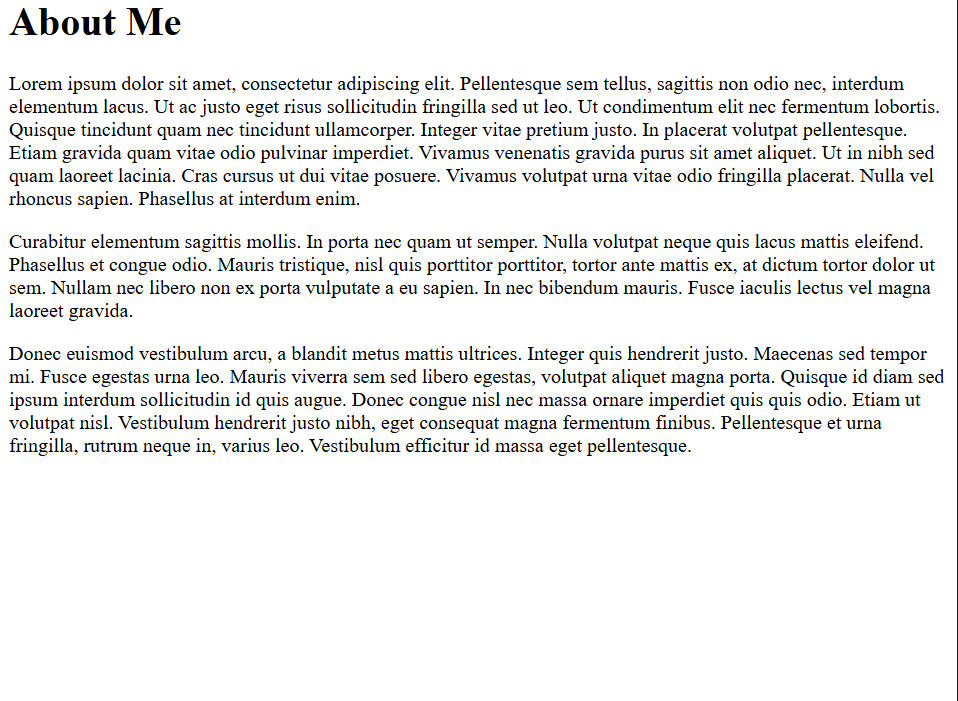 About Me
Lorem ipsum dolor sit amet, consectetur adipiscing elit. Pellentesque sem tellus, sagittis non odio nec, interdum
elementum lacus. Ut ac justo eget risus sollicitudin fringilla sed ut leo. Ut condimentum elit nec fermentum lobortis.
Quisque tincidunt quam nec tincidunt ullamcorper. Integer vitae pretium justo. In placerat volutpat pellentesque.
Etiam gravida quam vitae odio pulvinar imperdiet. Vivamus venenatis gravida purus sit amet aliquet. Ut in nibh sed
quam laoreet lacinia. Cras cursus ut dui vitae posuere. Vivamus volutpat urna vitae odio fringilla placerat. Nulla vel
rhoncus sapien. Phasellus at interdum enim.
Curabitur elementum sagittis mollis. In porta nec quam ut semper. Nulla volutpat neque quis lacus mattis eleifend.
Phasellus et congue odio. Mauris tristique, nisl quis porttitor porttitor, tortor ante mattis ex, at dictum tortor dolor ut
sem. Nullam nec libero non ex porta vulputate a eu sapien. In nec bibendum mauris. Fusce iaculis lectus vel magna
laoreet gravida.
Donec euismod vestibulum arcu, a blandit metus mattis ultrices. Integer quis hendrerit justo. Maecenas sed tempor
mi. Fusce egestas urna leo. Mauris viverra sem sed libero egestas, volutpat aliquet magna porta. Quisque id diam sed
ipsum interdum sollicitudin id quis augue. Donec congue nisl nec massa ornare imperdiet quis quis odio. Etiam ut
volutpat nisl. Vestibulum hendrerit justo nibh, eget consequat magna fermentum finibus. Pellentesque et urna
fringilla, rutrum neque in, varius leo. Vestibulum efficitur id massa eget pellentesque.